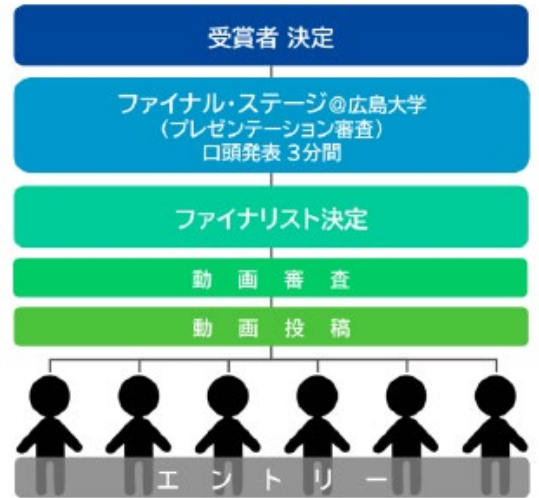 受賞者 決定
ファイナル・ステージ@広島大学
（プレゼンテーション審査）
口頭発表 3分間
ファイナリスト決定
動画審査
動画投稿
エントリー